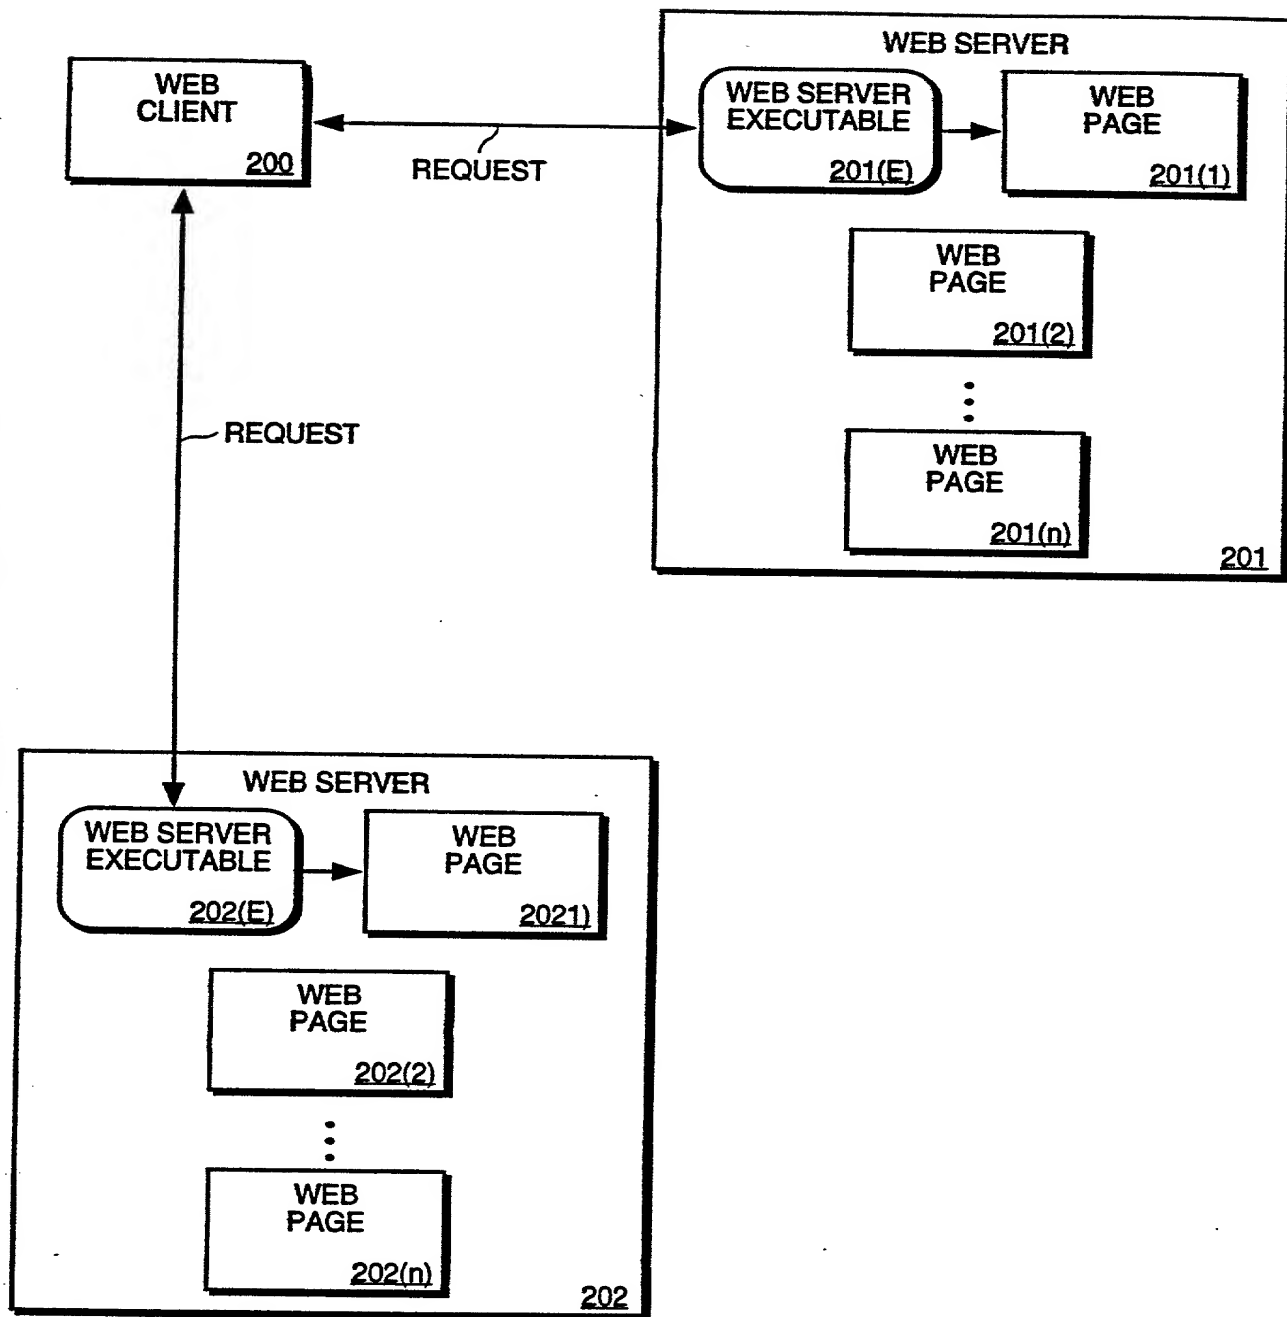 WEB SERVER
WEB
CLIENT
200
REQUEST
WEB SERVER
EXECUTABLE
201(E)
WEB
PAGE
201(1)
WEB
PAGE
201(2)
WEB
PAGE
201(n)
201
REQUEST
WEB SERVER
WEB SERVER
EXECUTABLE
202(E)
WEB
PAGE
2021)
WEB
PAGE
202(2)
WEB
PAGE
202(n)
202